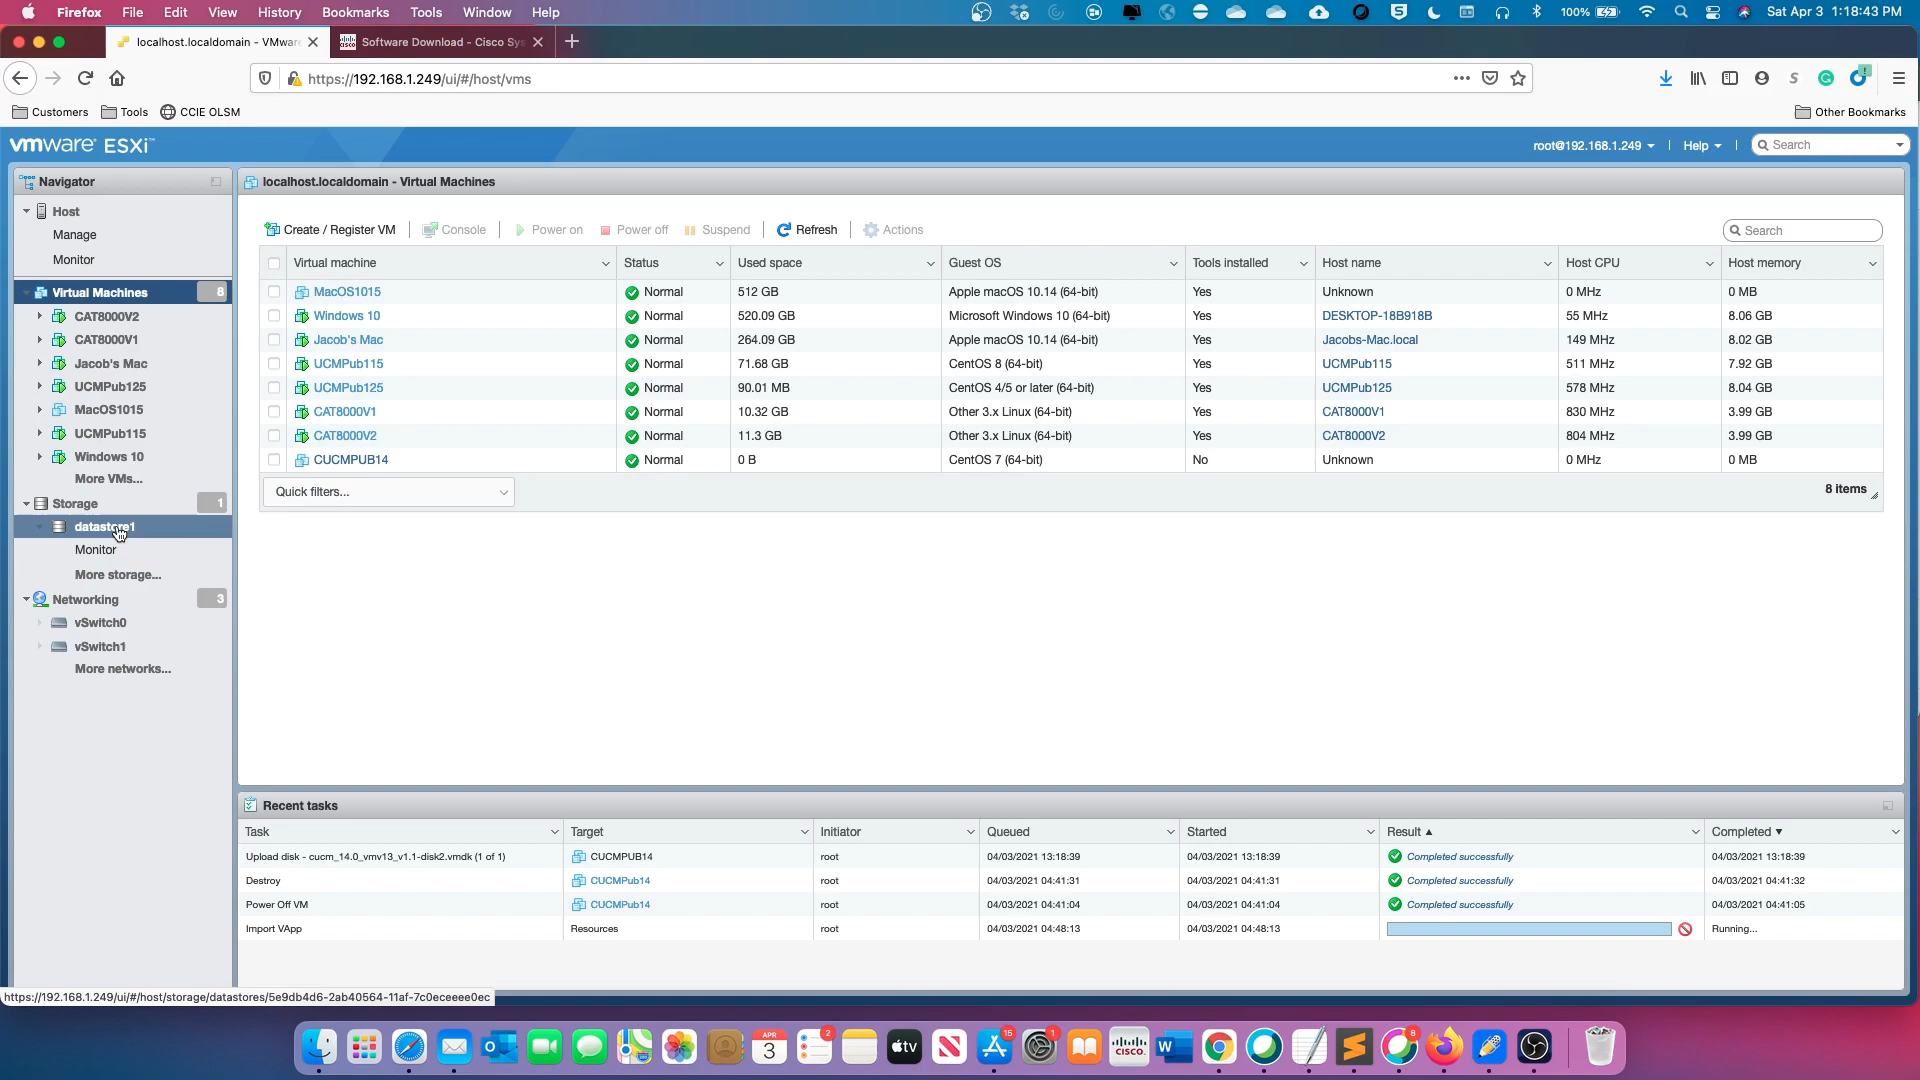 Firefox File Edit View History Bookmarks Tools Window Help 100% Sat Apr 3 1:18:43 PM
localhost.localdomain - VMware Software Download - Cisco Sys
https://192.168.1.249/ui/#/host/vms
Customers Tools CCIE OLSM Other Bookmarks
vmware ESXi™ root@192.168.1.249 | Help | Search
Navigator
Host
Manage
Monitor
Virtual Machines 8
CAT8000V2
CAT8000V1
Jacob's Mac
UCMPub125
MacOS1015
UCMPub115
Windows 10
More VMs...
Storage 1
datastore1
Monitor
More storage...
Networking 3
vSwitch0
vSwitch1
More networks...
localhost.localdomain - Virtual Machines
Create / Register VM | Console | Power on Power off Suspend | Refresh | Actions Search
Virtual machine Status Used space Guest OS Tools installed Host name Host CPU Host memory
MacOS1015 Normal 512 GB Apple macOS 10.14 (64-bit) Yes Unknown 0 MHz 0 MB
Windows 10 Normal 520.09 GB Microsoft Windows 10 (64-bit) Yes DESKTOP-18B918B 55 MHz 8.06 GB
Jacob's Mac Normal 264.09 GB Apple macOS 10.14 (64-bit) Yes Jacobs-Mac.local 149 MHz 8.02 GB
UCMPub115 Normal 71.68 GB CentOS 8 (64-bit) Yes UCMPub115 511 MHz 7.92 GB
UCMPub125 Normal 90.01 MB CentOS 4/5 or later (64-bit) Yes UCMPub125 578 MHz 8.04 GB
CAT8000V1 Normal 10.32 GB Other 3.x Linux (64-bit) Yes CAT8000V1 830 MHz 3.99 GB
CAT8000V2 Normal 11.3 GB Other 3.x Linux (64-bit) Yes CAT8000V2 804 MHz 3.99 GB
CUCMPUB14 Normal 0 B CentOS 7 (64-bit) No Unknown 0 MHz 0 MB
Quick filters... 8 items
Recent tasks
Task Target Initiator Queued Started Result ▲ Completed ▼
Upload disk - cucm_14.0_vmv13_v1.1-disk2.vmdk (1 of 1) CUCMPUB14 root 04/03/2021 13:18:39 04/03/2021 13:18:39 Completed successfully 04/03/2021 13:18:39
Destroy CUCMPub14 root 04/03/2021 04:41:31 04/03/2021 04:41:31 Completed successfully 04/03/2021 04:41:32
Power Off VM CUCMPub14 root 04/03/2021 04:41:04 04/03/2021 04:41:04 Completed successfully 04/03/2021 04:41:05
Import VApp Resources root 04/03/2021 04:48:13 04/03/2021 04:48:13 Running...
https://192.168.1.249/ui/#/host/storage/datastores/5e9db4d6-2ab40564-11af-7c0eceeee0ec
APR 3 2 tv 15 1 CISCO W 8